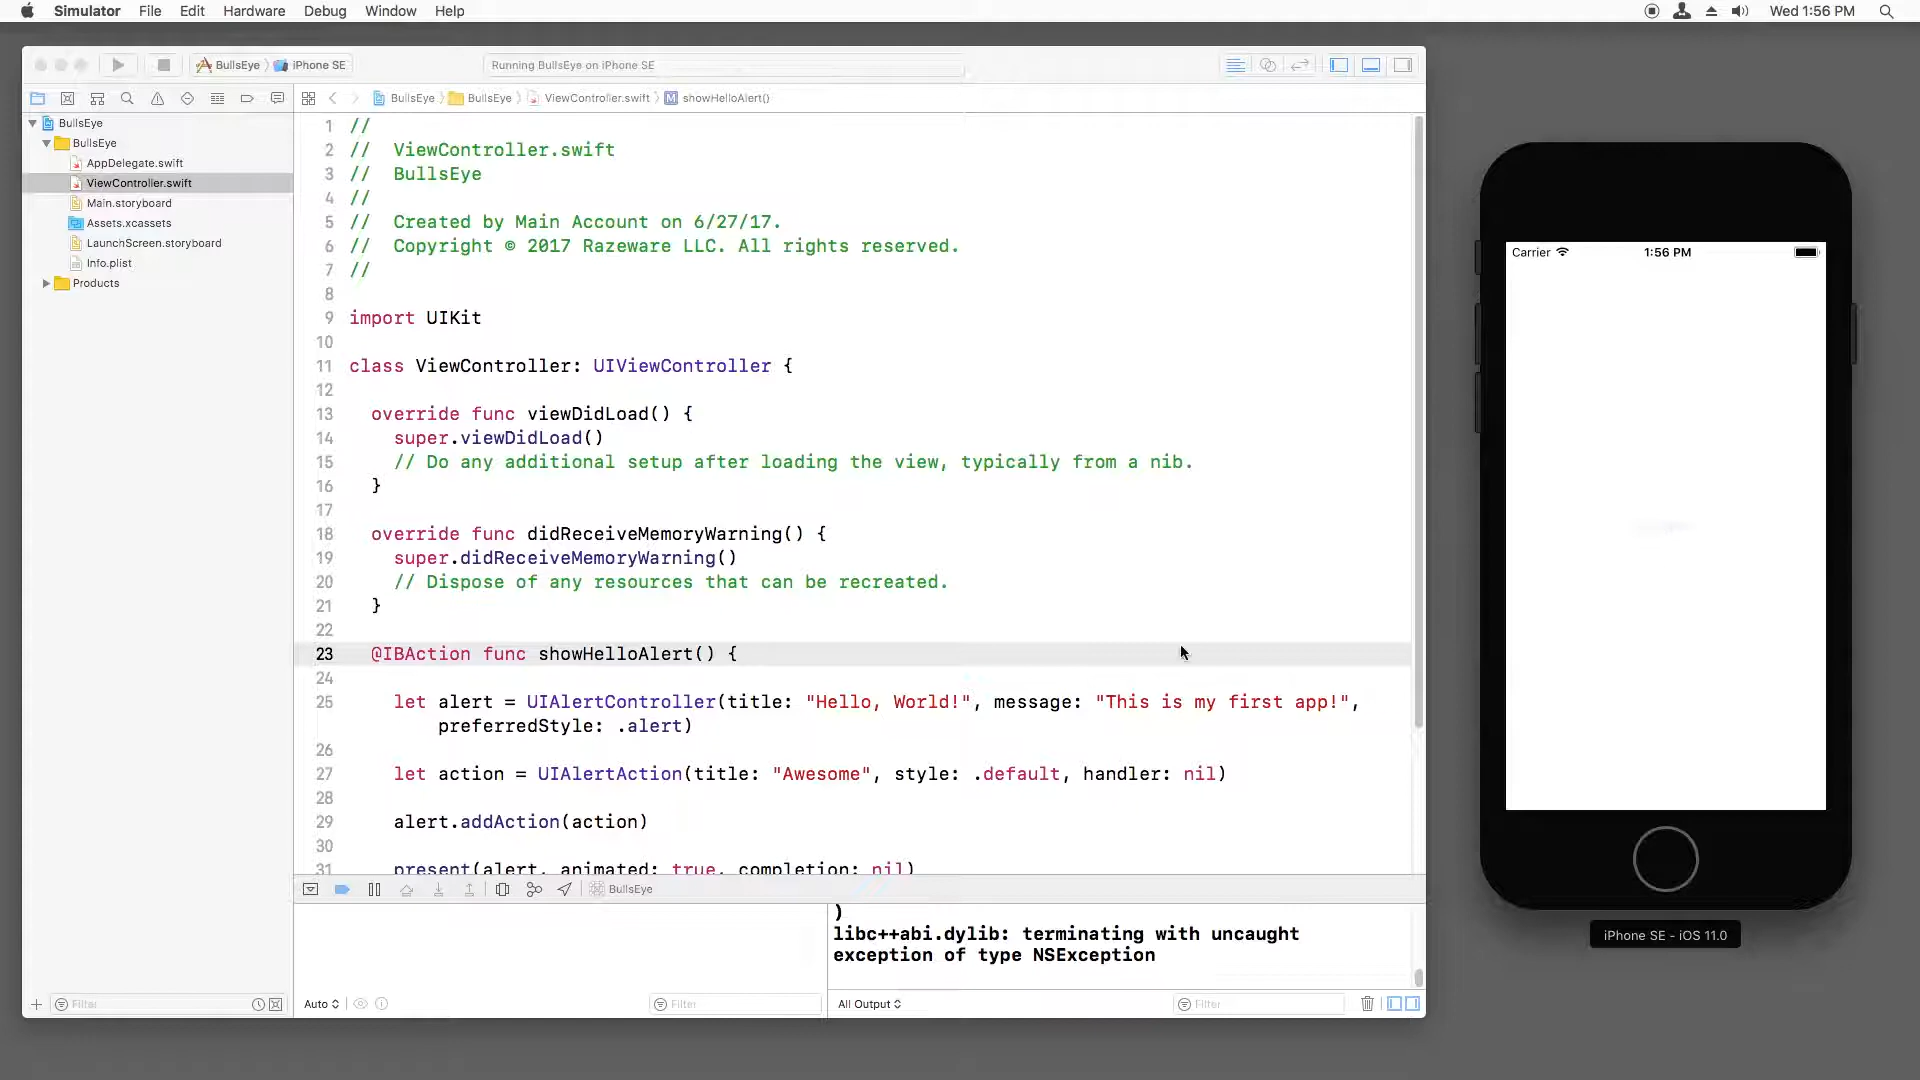 Simulator File Edit Hardware Debug Window Help
Wed 1:56 PM
BullsEye iPhone SE
Running BullsEye on iPhone SE
BullsEye BullsEye ViewController.swift M showHelloAlert()
BullsEye
BullsEye
AppDelegate.swift
ViewController.swift
Main.storyboard
Assets.xcassets
LaunchScreen.storyboard
Info.plist
Products
1 //
2 // ViewController.swift
3 // BullsEye
4 //
5 // Created by Main Account on 6/27/17.
6 // Copyright © 2017 Razeware LLC. All rights reserved.
7 //
8
9 import UIKit
10
11 class ViewController: UIViewController {
12
13 override func viewDidLoad() {
14 super.viewDidLoad()
15 // Do any additional setup after loading the view, typically from a nib.
16 }
17
18 override func didReceiveMemoryWarning() {
19 super.didReceiveMemoryWarning()
20 // Dispose of any resources that can be recreated.
21 }
22
23 @IBAction func showHelloAlert() {
24
25 let alert = UIAlertController(title: "Hello, World!", message: "This is my first app!",
preferredStyle: .alert)
26
27 let action = UIAlertAction(title: "Awesome", style: .default, handler: nil)
28
29 alert.addAction(action)
30
31 present(alert, animated: true, completion: nil)
BullsEye
)
libc++abi.dylib: terminating with uncaught
exception of type NSException
Filter
Auto
Filter
All Output
Filter
Carrier 1:56 PM
iPhone SE - iOS 11.0